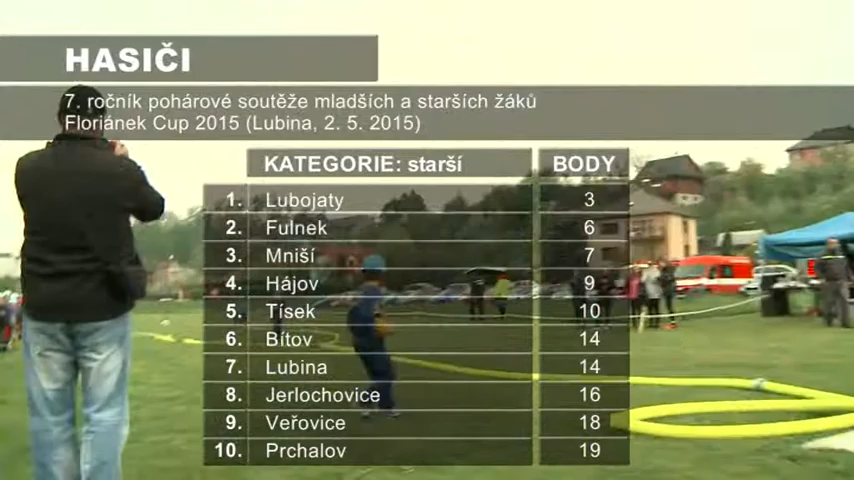 HASIČI
7. ročník pohárové soutěže mladších a starších žáků
Floriánek Cup 2015 (Lubina, 2. 5. 2015)
KATEGORIE: starší BODY
1. Lubojaty 3
2. Fulnek 6
3. Mniší 7
4. Hájov 9
5. Tísek 10
6. Bítov 14
7. Lubina 14
8. Jerlochovice 16
9. Veřovice 18
10. Prchalov 19